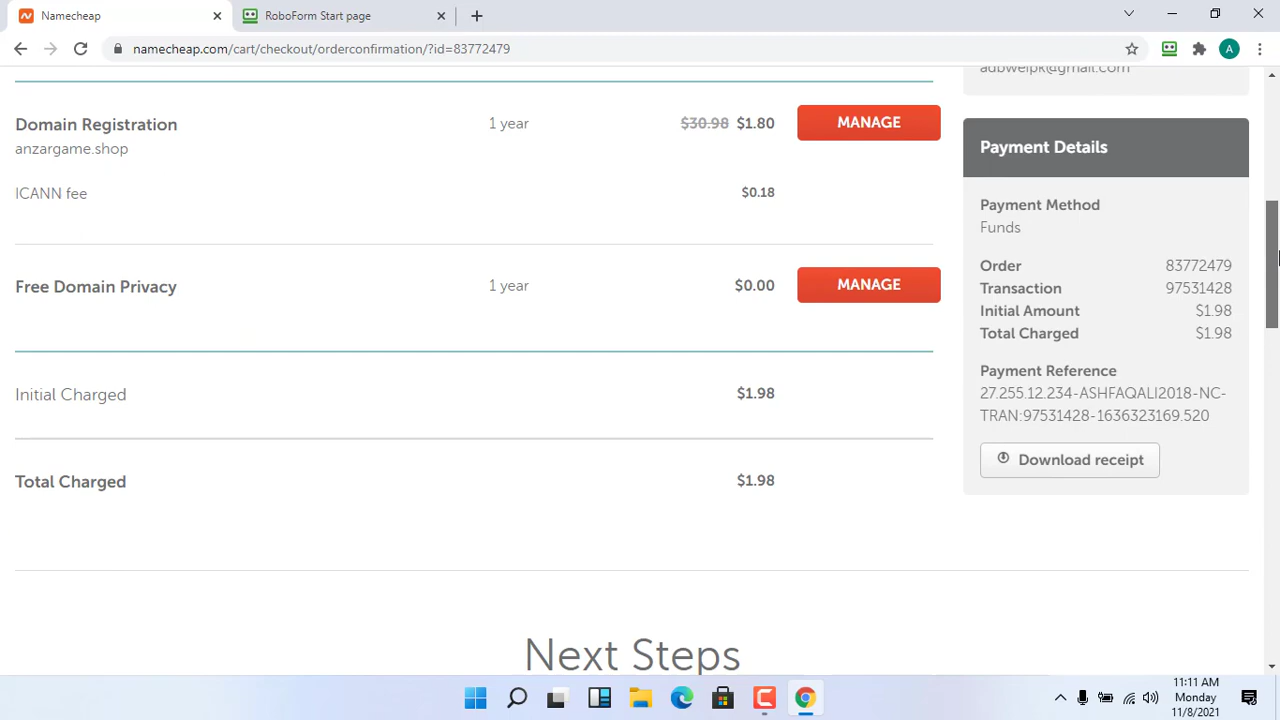 Namecheap
RoboForm Start page
namecheap.com/cart/checkout/orderconfirmation/?id=83772479
A
adbwelpk@gmail.com
Domain Registration 1 year $30.98 $1.80 MANAGE
anzargame.shop
ICANN fee $0.18
Free Domain Privacy 1 year $0.00 MANAGE
Initial Charged $1.98
Total Charged $1.98
Payment Details
Payment Method
Funds
Order 83772479
Transaction 97531428
Initial Amount $1.98
Total Charged $1.98
Payment Reference
27.255.12.234-ASHFAQALI2018-NC-
TRAN:97531428-1636323169.520
Download receipt
Next Steps
11:11 AM
Monday
11/8/2021